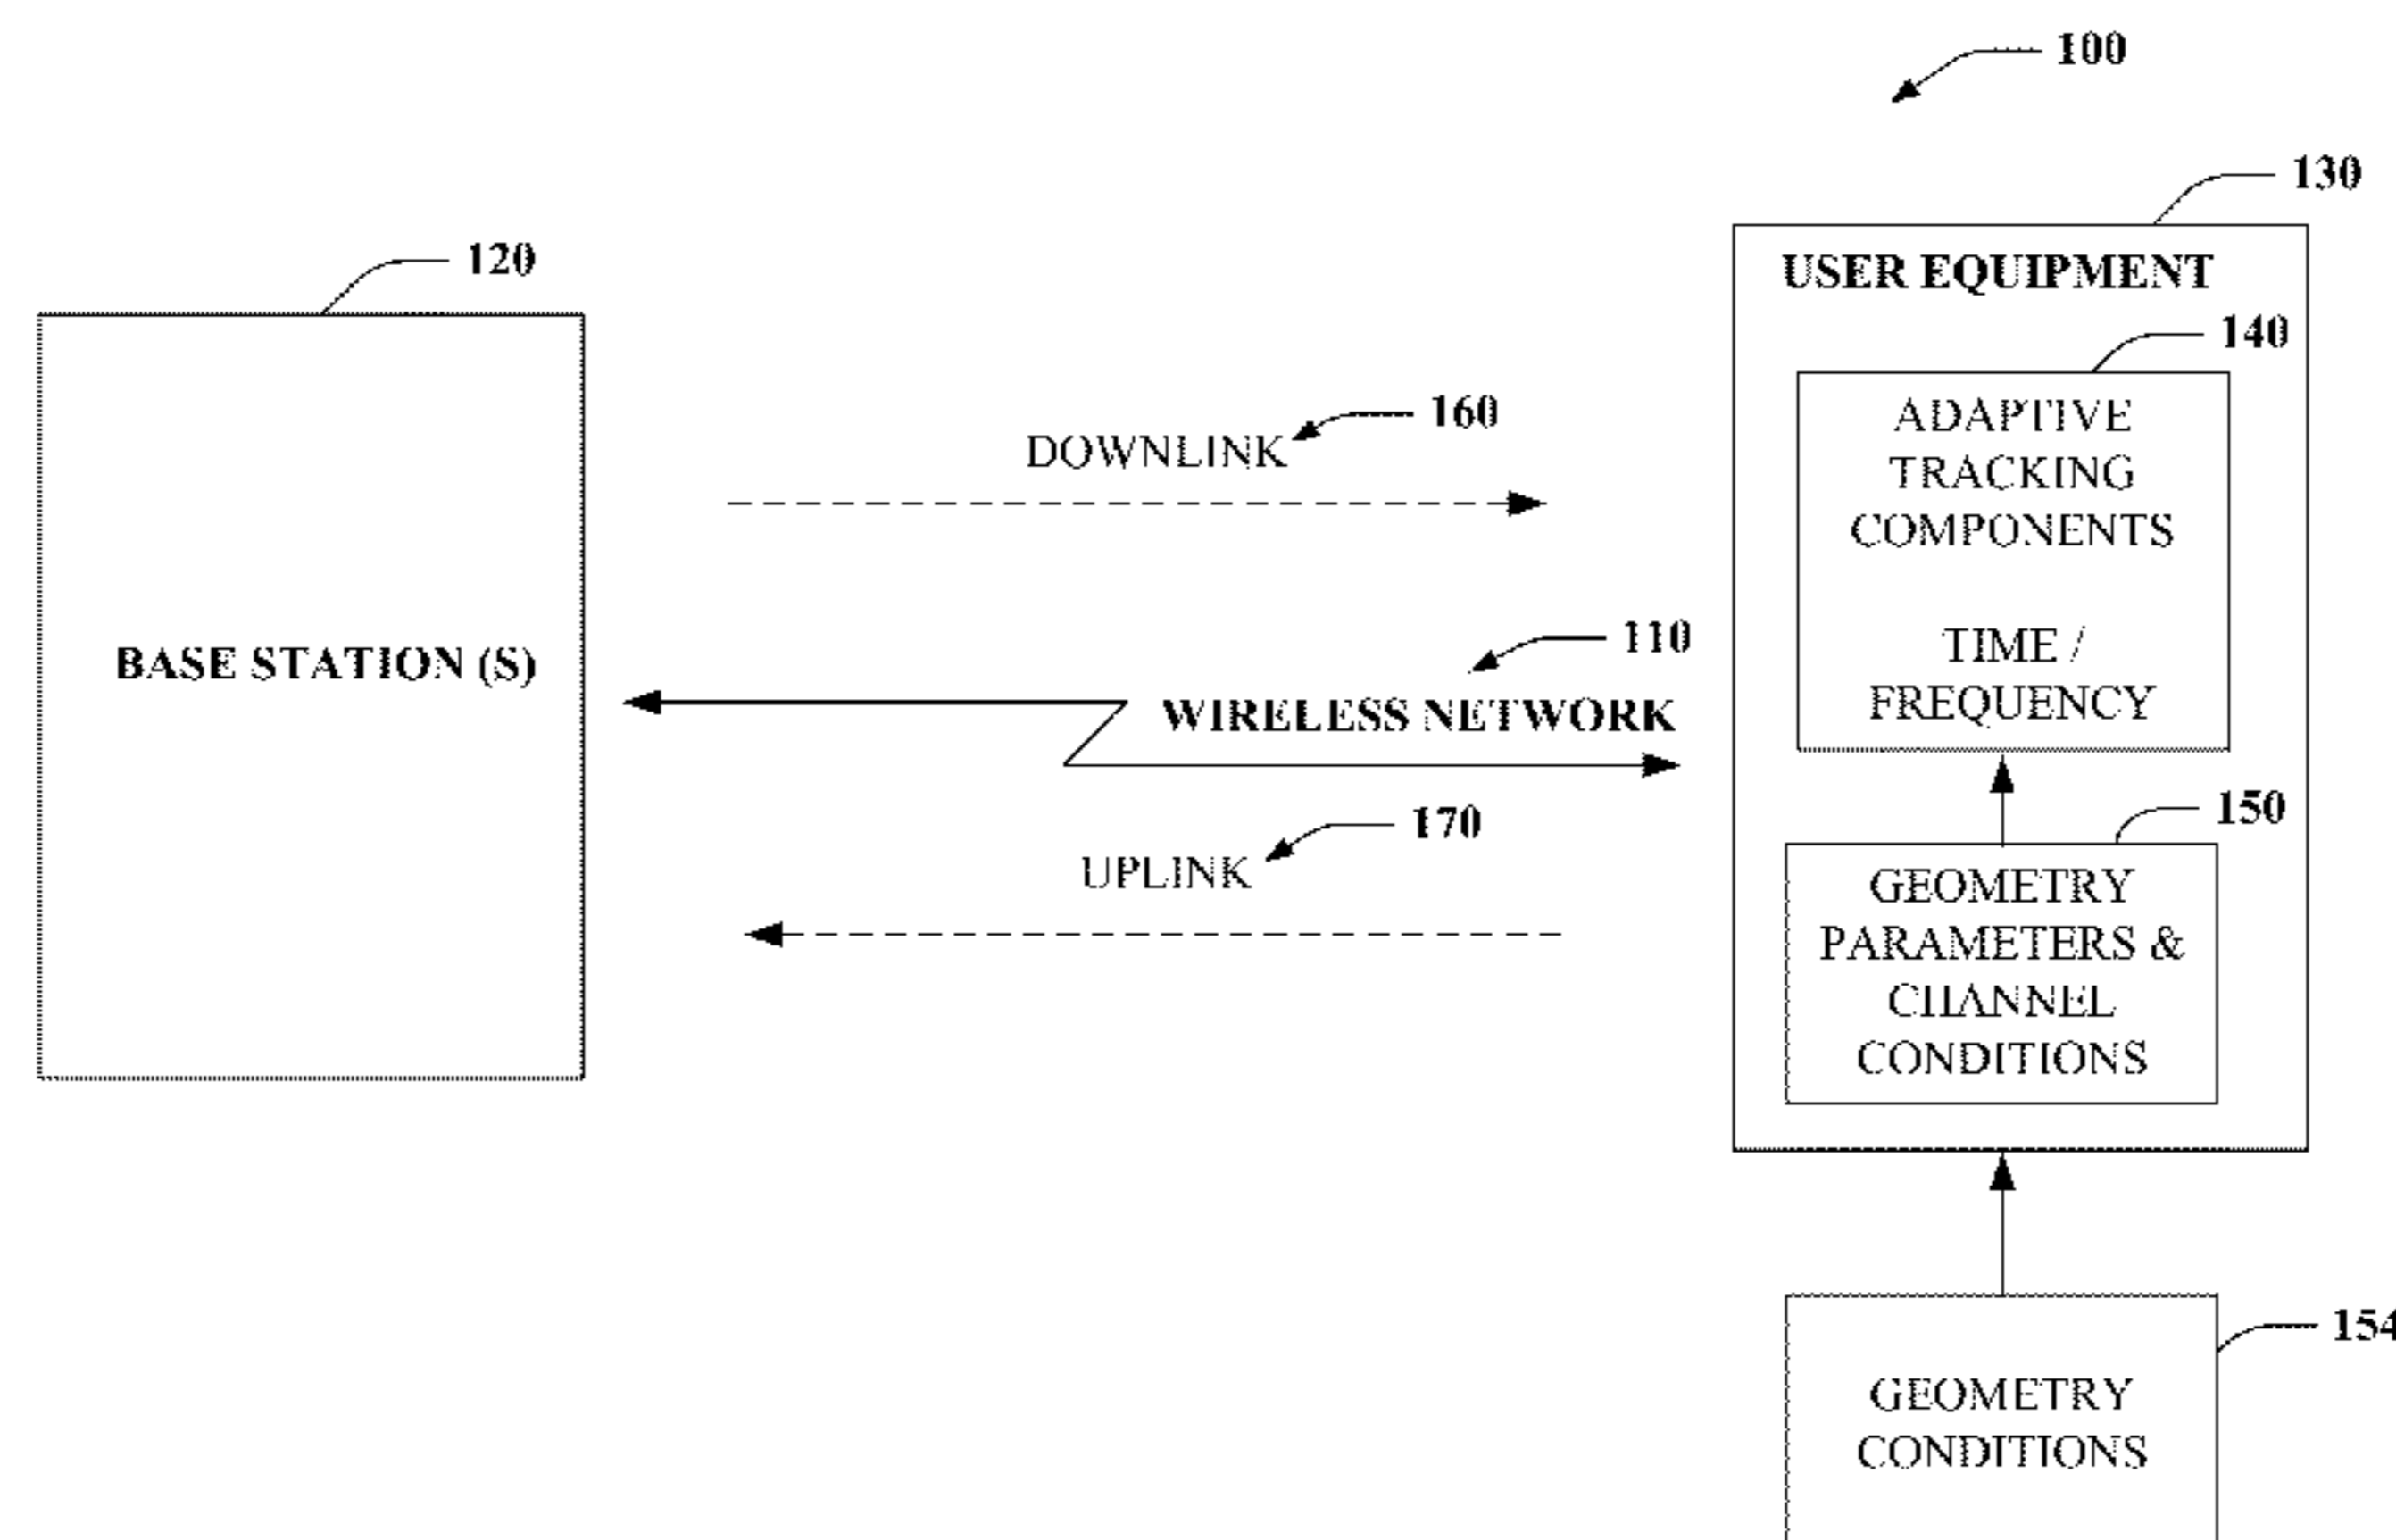 100
130
USER EQUIPMENT
120
140
ADAPTIVE
TRACKING
COMPONENTS
TIME /
FREQUENCY
160
DOWNLINK
BASE STATION (S)
110
WIRELESS NETWORK
170
UPLINK
150
GEOMETRY
PARAMETERS &
CHANNEL
CONDITIONS
154
GEOMETRY
CONDITIONS